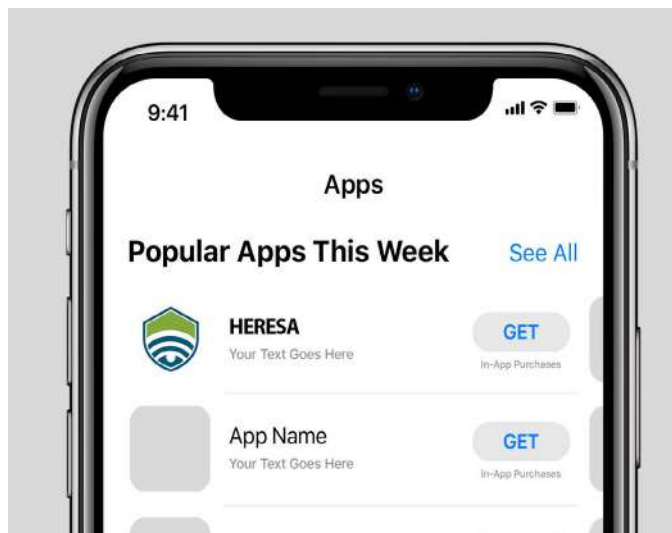 9:41
Apps
Popular Apps This Week See All
HERESA
Your Text Goes Here
GET
In-App Purchases
App Name
Your Text Goes Here
GET
In-App Purchases